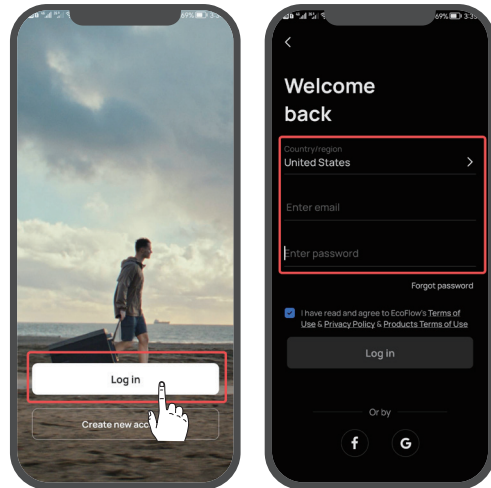 Log in
Create new acc
69%
Welcome
back
Country/region
United States
Enter email
Enter password
Forgot password
I have read and agree to EcoFlow's Terms of
Use & Privacy Policy & Products Terms of Use
Log in
Or by
f
G